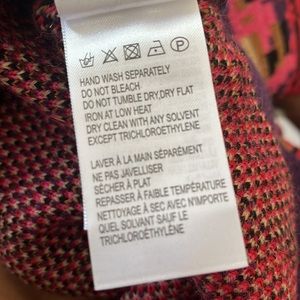 HAND WASH SEPARATELY
DO NOT BLEACH
DO NOT TUMBLE DRY,DRY FLAT
IRON AT LOW HEAT
DRY CLEAN WITH ANY SOLVENT
EXCEPT TRICHLOROETHYLENE
LAVER À LA MAIN SÉPARÉMENT
NE PAS JAVELLISER
SÉCHER À PLAT
REPASSER À FAIBLE TEMPÉRATURE
NETTOYAGE À SEC AVEC N'IMPORTE
QUEL SOLVANT SAUF LE
TRICHLOROÉTHYLÈNE